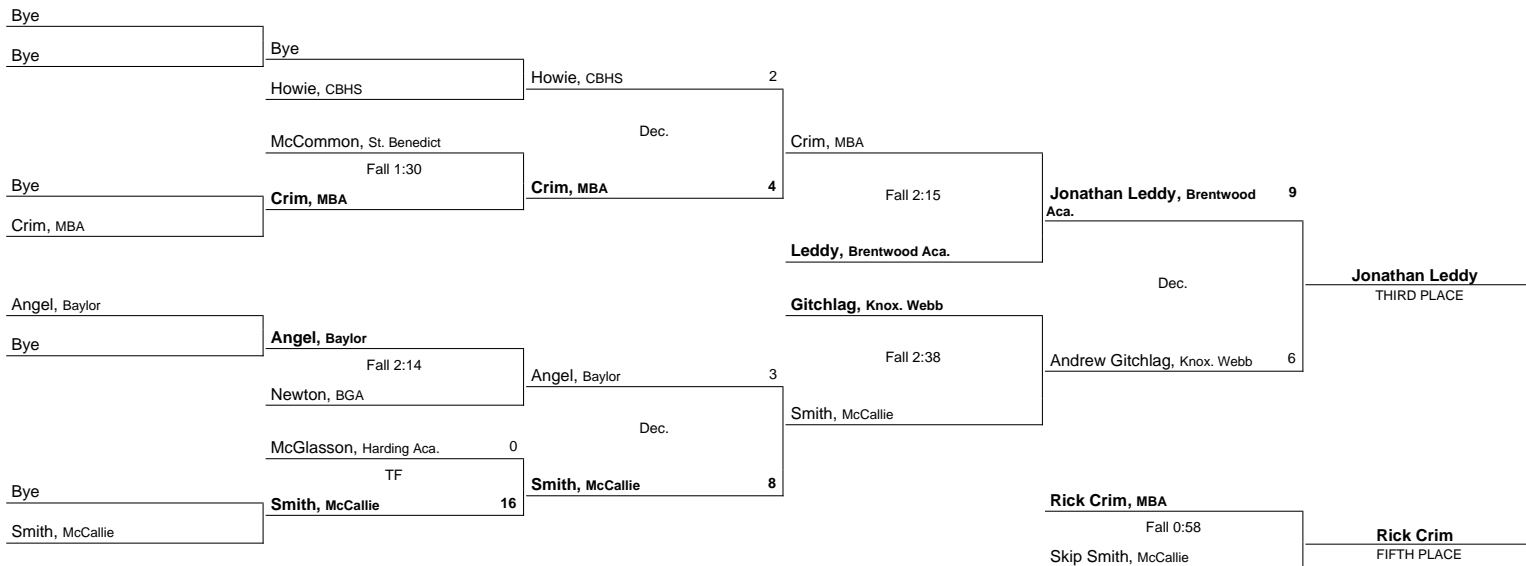 Bye
Bye
Bye
Howie, CBHS
Howie, CBHS 2
Dec.
McCommon, St. Benedict
Fall 1:30
Bye
Crim, MBA
Crim, MBA
Crim, MBA 4
Crim, MBA
Fall 2:15
Leddy, Brentwood Aca.
Jonathan Leddy, Brentwood 9
Aca.
Angel, Baylor
Bye
Angel, Baylor
Fall 2:14
Newton, BGA
Angel, Baylor 3
Dec.
McGlasson, Harding Aca. 0
TF
Bye
Smith, McCallie 16
Smith, McCallie
Smith, McCallie 8
Gitchlag, Knox. Webb
Fall 2:38
Smith, McCallie
Dec.
Andrew Gitchlag, Knox. Webb 6
Jonathan Leddy
THIRD PLACE
Rick Crim, MBA
Fall 0:58
Skip Smith, McCallie
Rick Crim
FIFTH PLACE